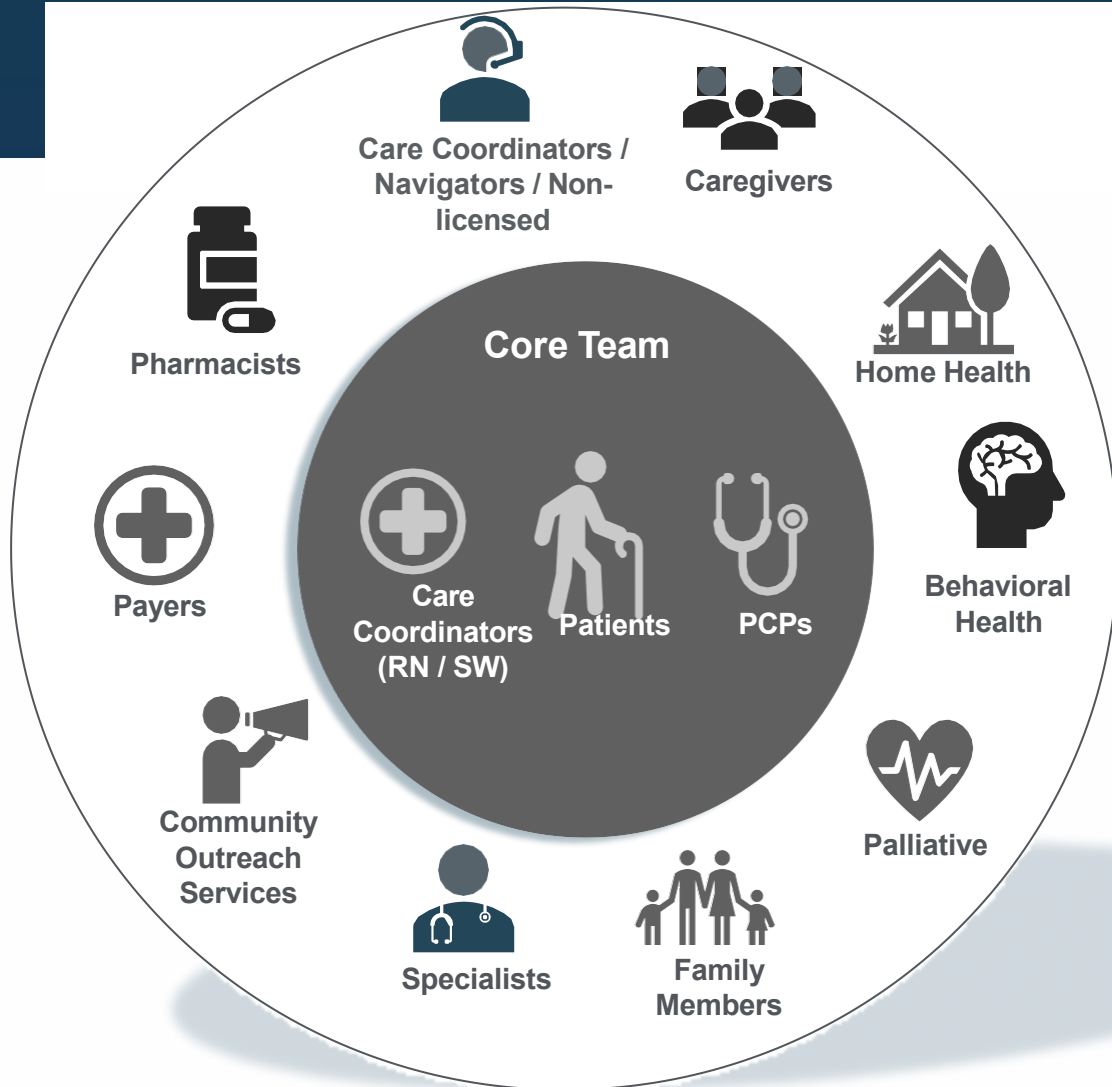 Care Coordinators /
Navigators / Non-
licensed
Caregivers
Pharmacists
Home Health
Core Team
Payers
Behavioral
Health
Care
Coordinators
(RN / SW)
Patients
PCPs
Community
Outreach
Services
Palliative
Specialists
Family
Members